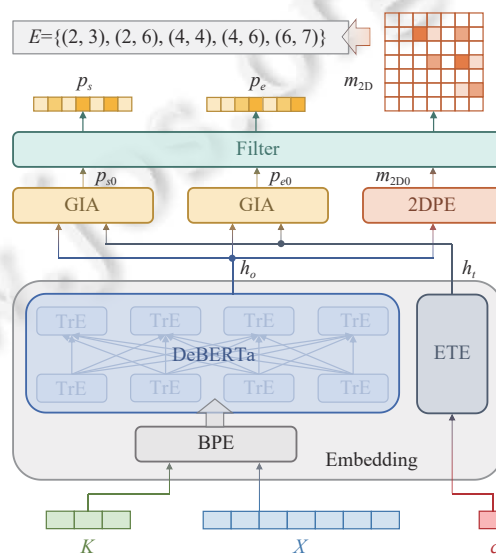 E={(2, 3), (2, 6), (4, 4), (4, 6), (6, 7)}
p_s p_e m_2D
Filter
p_s0 p_e0 m_2D0
GIA GIA 2DPE
h_o h_t
TrE TrE TrE TrE
DeBERTa
ETE
TrE TrE TrE TrE
BPE
Embedding
K X